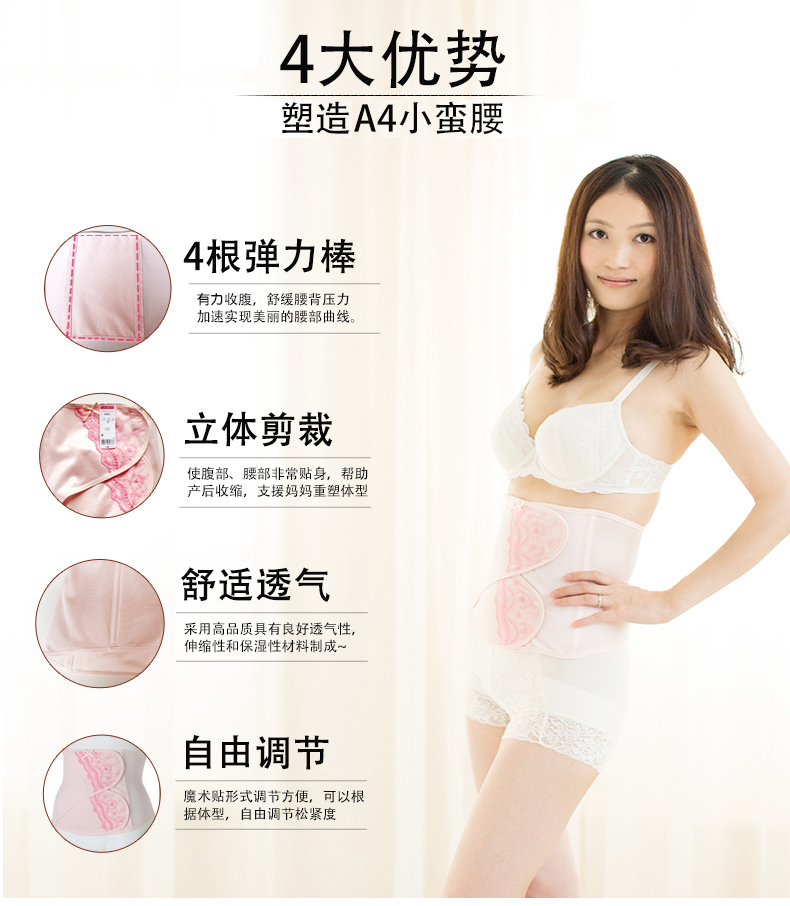 4大优势
塑造A4小蛮腰
4根弹力棒
有力收腹，舒缓腰背压力
加速实现美丽的腰部曲线。
立体剪裁
使腹部、腰部非常贴身，帮助
产后收缩，支援妈妈重塑体型
舒适透气
采用高品质具有良好透气性，
伸缩性和保湿性材料制成~
自由调节
魔术贴形式调节方便，可以根
据体型，自由调节松紧度